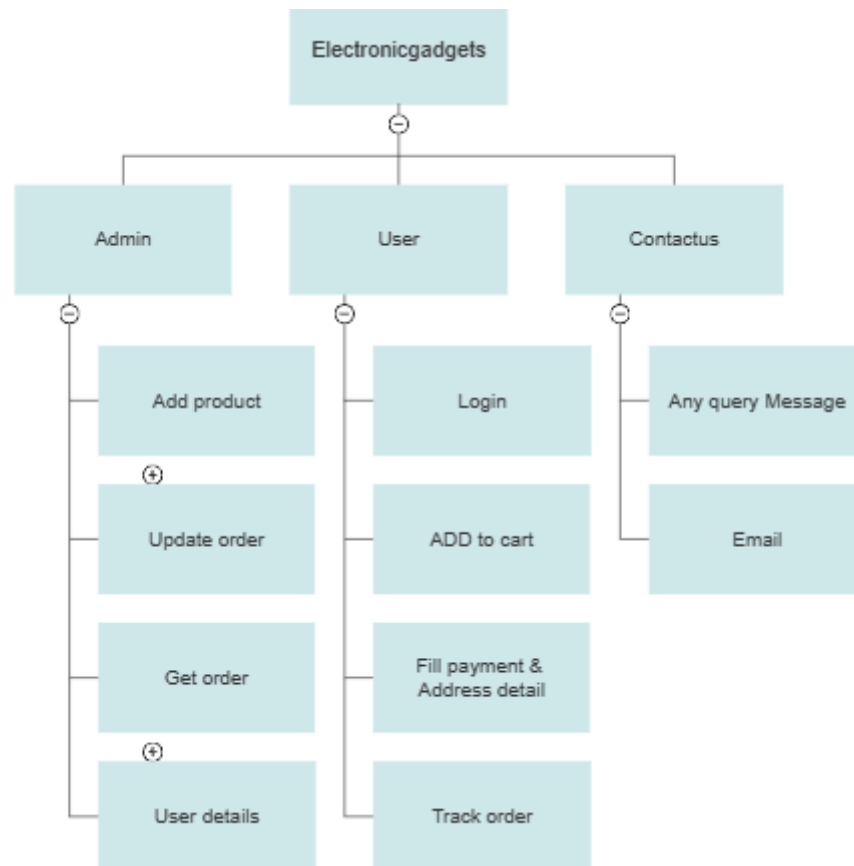 Electronicgadgets
Admin
User
Contactus
Add product
Login
Any query Message
Update order
ADD to cart
Email
Get order
Fill payment &
Address detail
User details
Track order